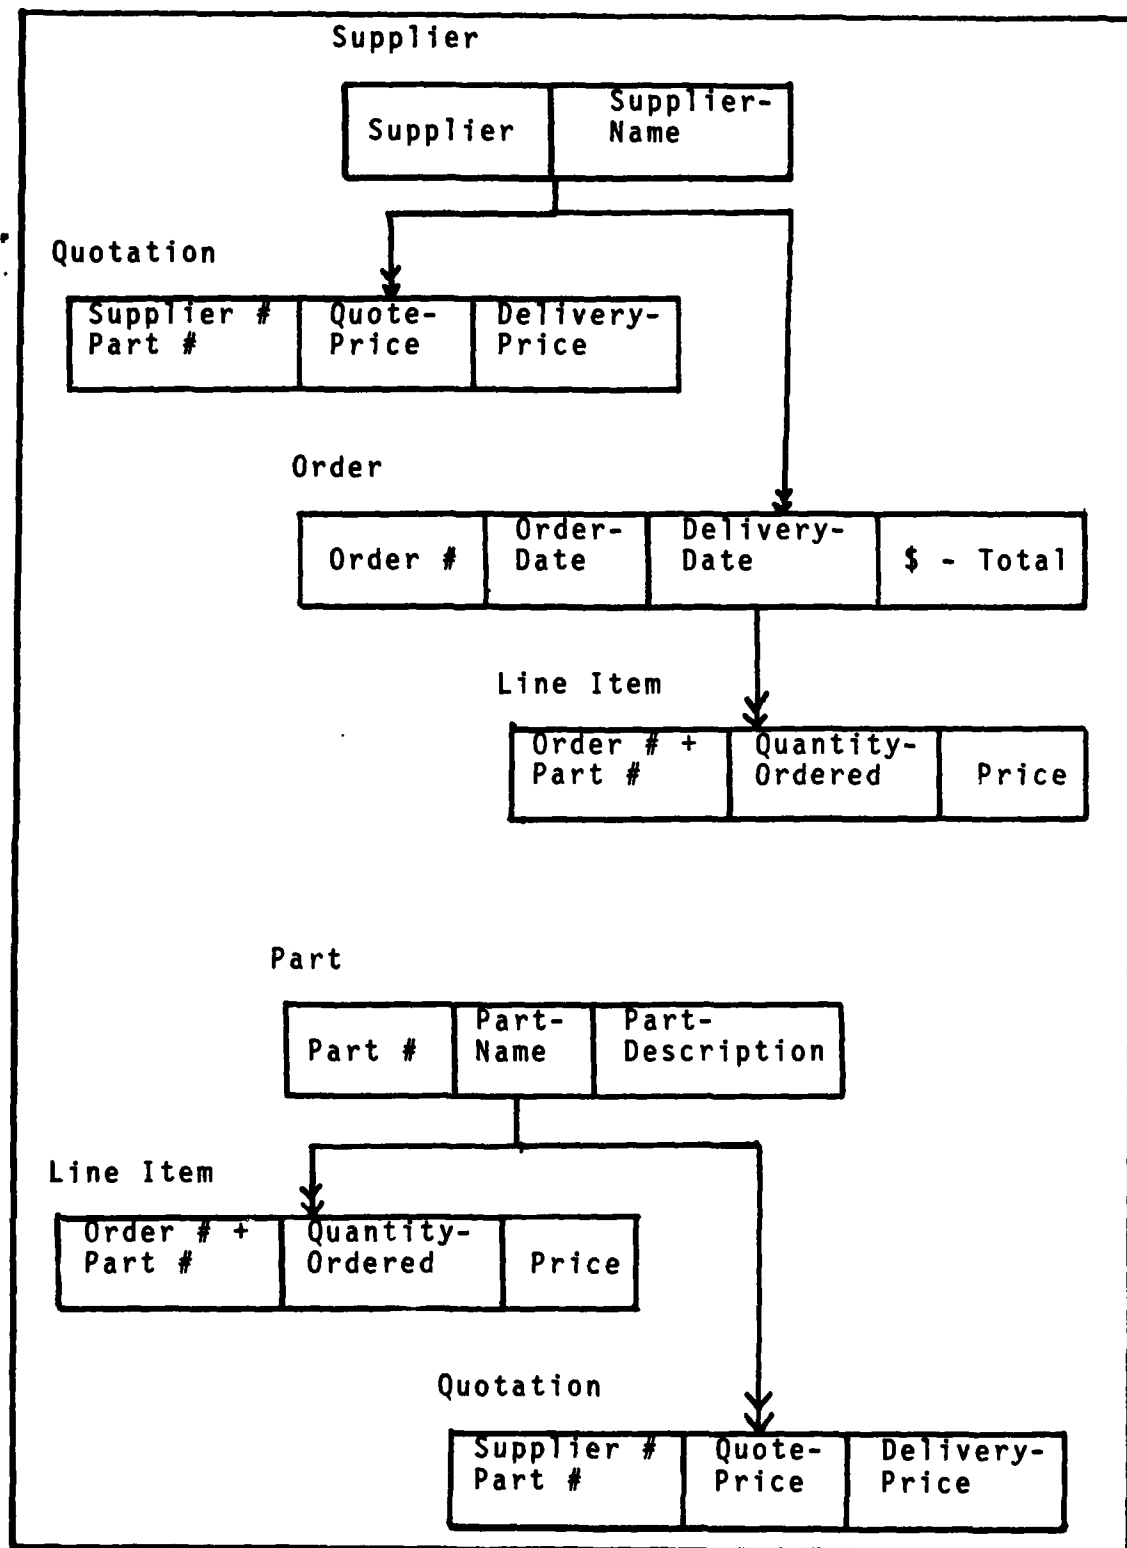 Supplier
Supplier
Supplier-
Name
Quotation
Supplier #
Part #
Quote-
Price
Delivery-
Price
Order
Order #
Order-
Date
Delivery-
Date
$ - Total
Line Item
Order # +
Part #
Quantity-
Ordered
Price
Part
Part #
Part-
Name
Part-
Description
Line Item
Order # +
Part #
Quantity-
Ordered
Price
Quotation
Supplier #
Part #
Quote-
Price
Delivery-
Price